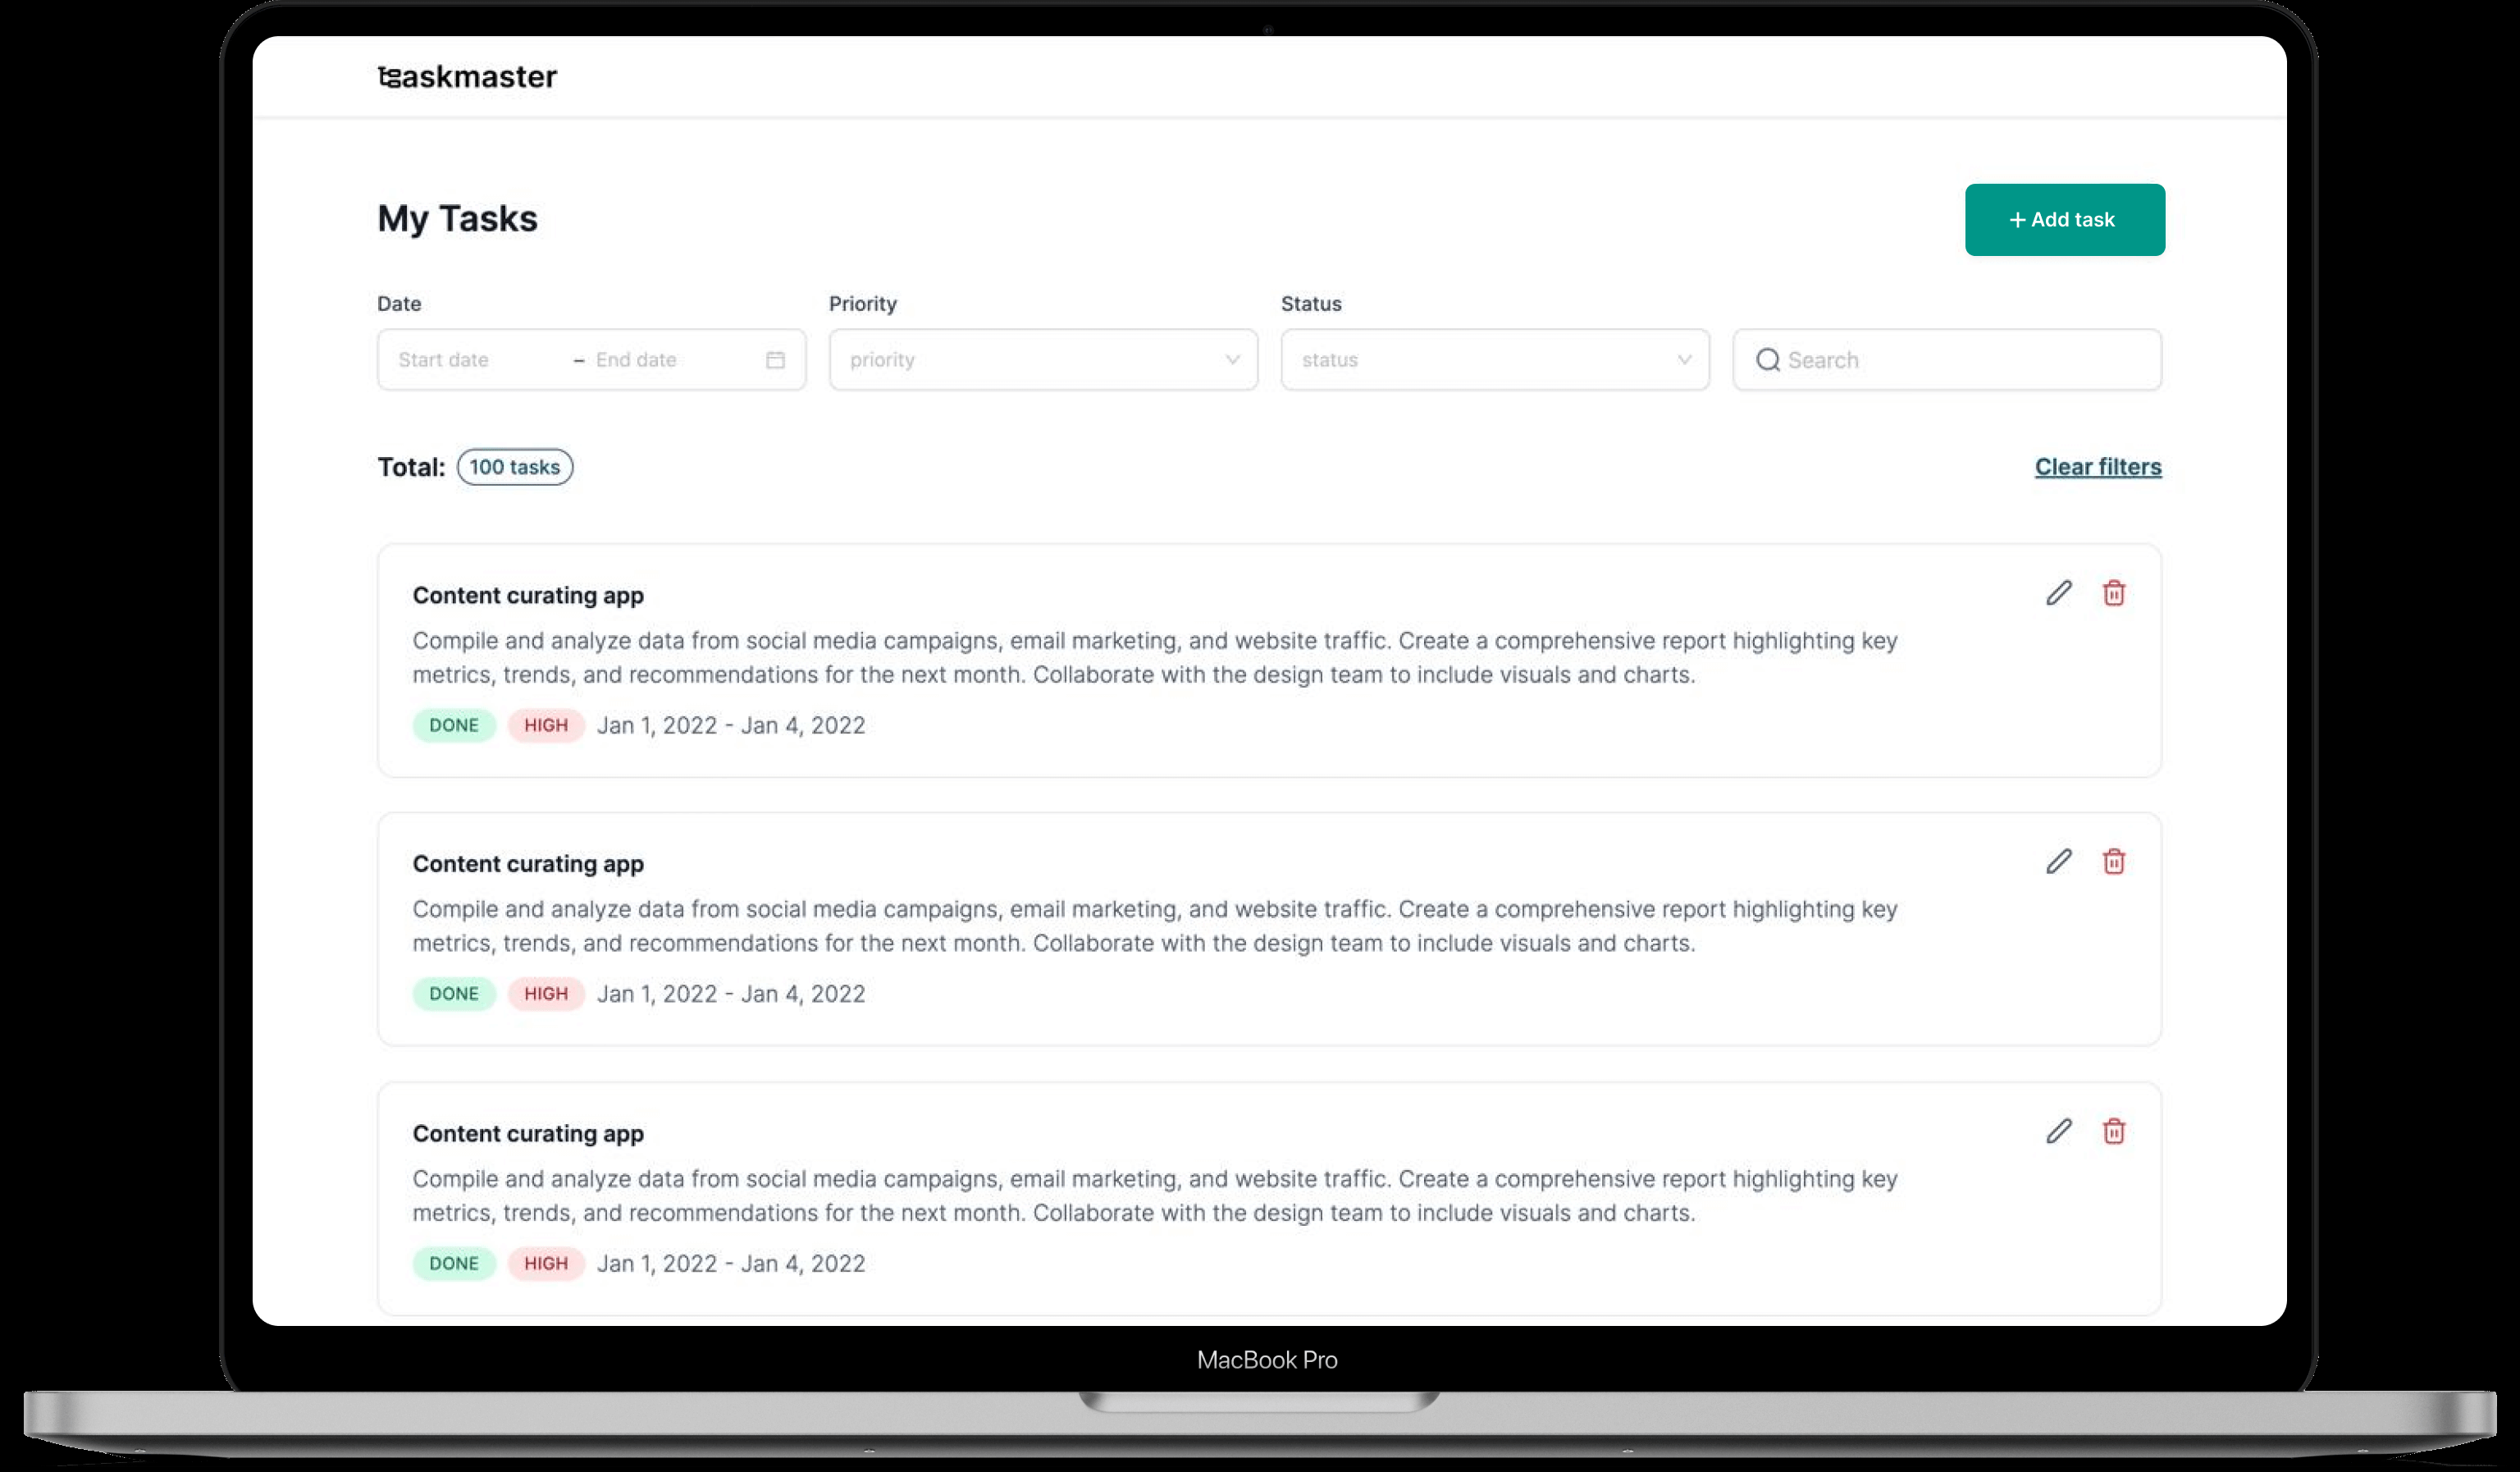 taskmaster
My Tasks
+ Add task
Date
Priority
Status
Start date – End date
priority
status
Search
Total: 100 tasks
Clear filters
Content curating app
Compile and analyze data from social media campaigns, email marketing, and website traffic. Create a comprehensive report highlighting key
metrics, trends, and recommendations for the next month. Collaborate with the design team to include visuals and charts.
DONE HIGH Jan 1, 2022 - Jan 4, 2022
Content curating app
Compile and analyze data from social media campaigns, email marketing, and website traffic. Create a comprehensive report highlighting key
metrics, trends, and recommendations for the next month. Collaborate with the design team to include visuals and charts.
DONE HIGH Jan 1, 2022 - Jan 4, 2022
Content curating app
Compile and analyze data from social media campaigns, email marketing, and website traffic. Create a comprehensive report highlighting key
metrics, trends, and recommendations for the next month. Collaborate with the design team to include visuals and charts.
DONE HIGH Jan 1, 2022 - Jan 4, 2022
MacBook Pro